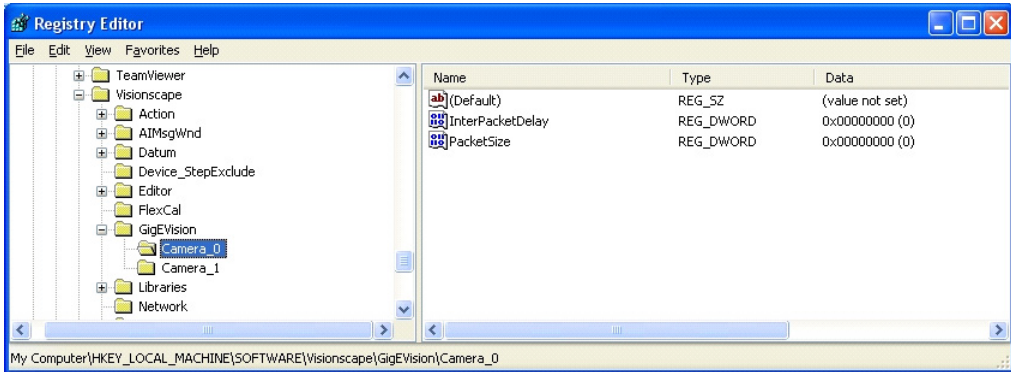 Registry Editor
File Edit View Favorites Help
TeamViewer
Visionscape
Action
AIMsgWnd
Datum
Device_StepExclude
Editor
FlexCal
GigEVision
Camera_0
Camera_1
Libraries
Network
Name Type Data
(Default) REG_SZ (value not set)
InterPacketDelay REG_DWORD 0x00000000 (0)
PacketSize REG_DWORD 0x00000000 (0)
My Computer\HKEY_LOCAL_MACHINE\SOFTWARE\Visionscape\GigEVision\Camera_0